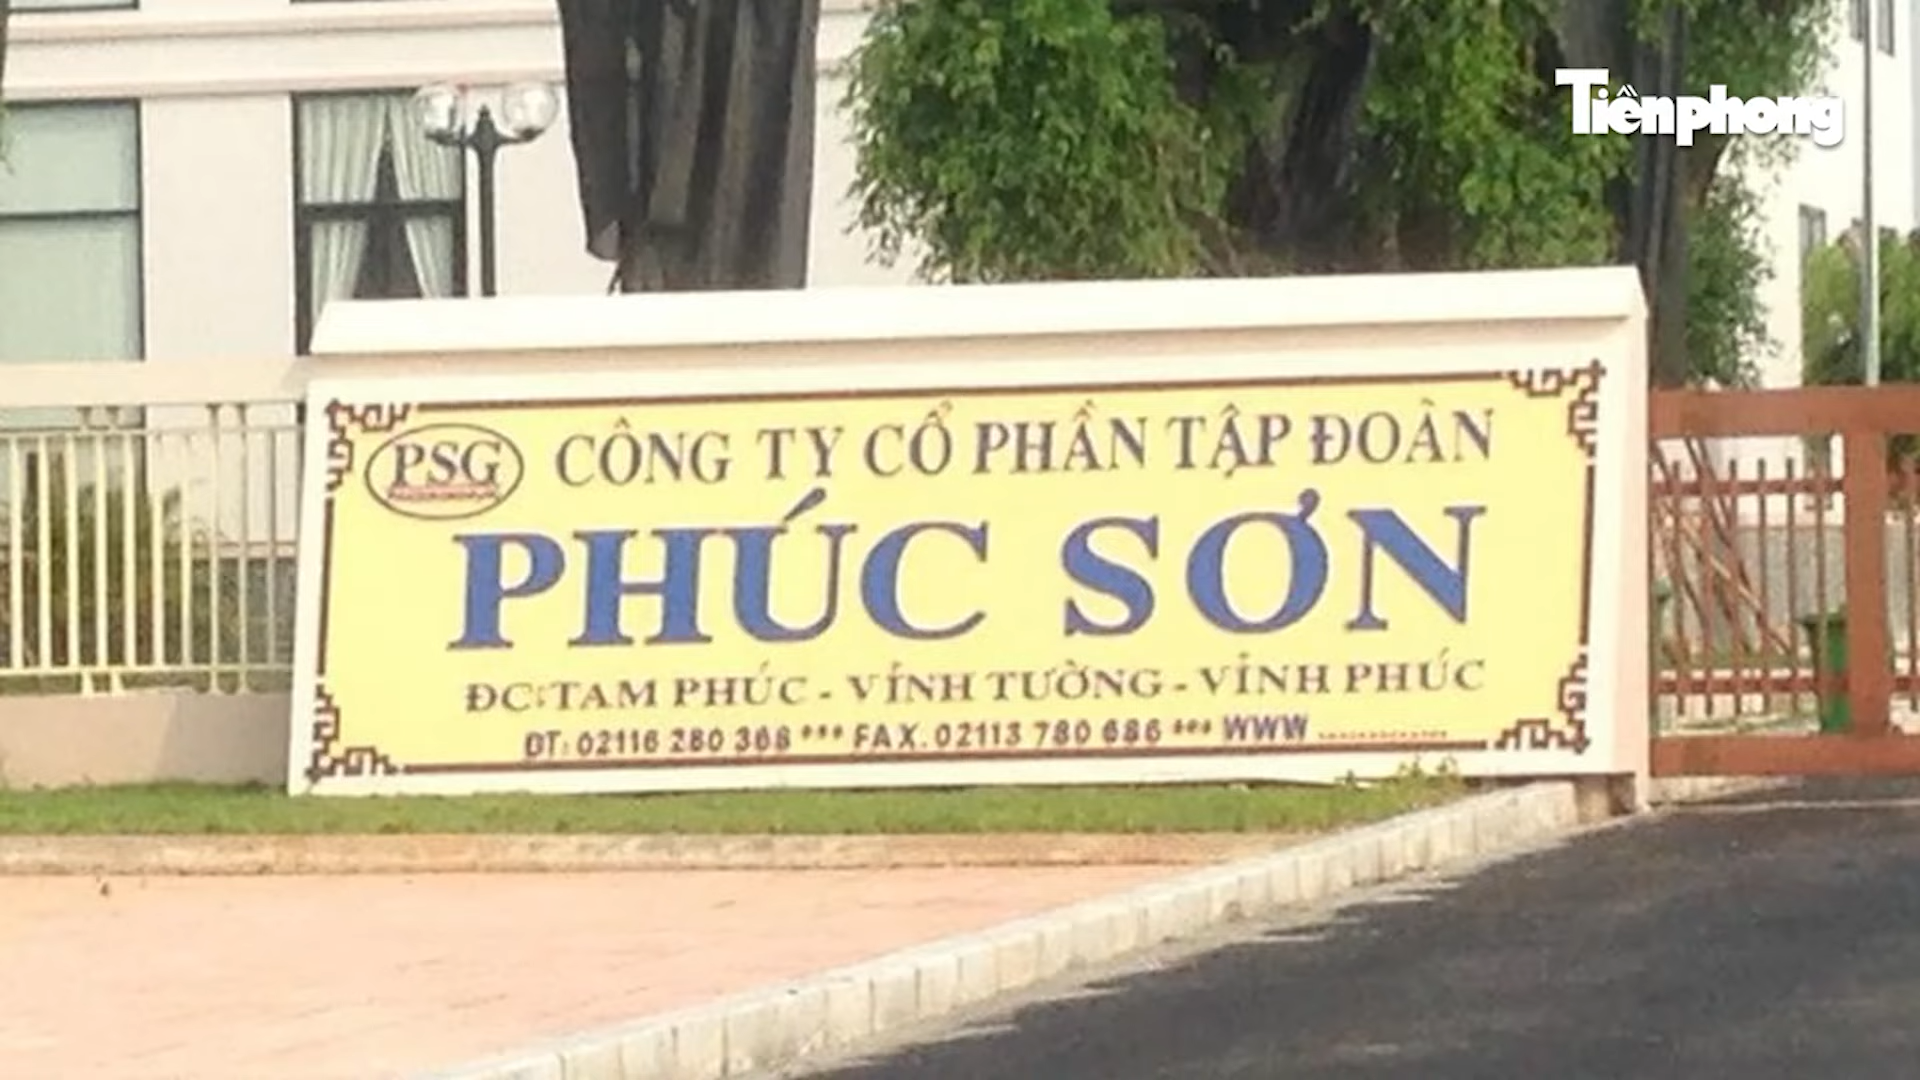 Tiềnphong
PSG CÔNG TY CỔ PHẦN TẬP ĐOÀN
PHÚC SƠN
ĐC:TAM PHÚC - VĨNH TƯỜNG - VĨNH PHÚC
ĐT: 02116 280 368 *** FAX. 02113 780 686 *** WWW